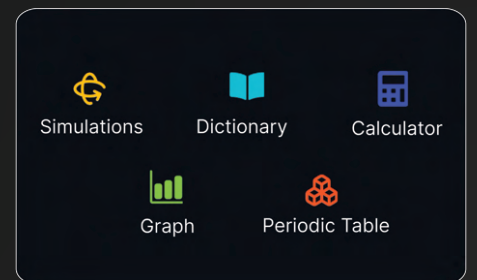 Simulations
Dictionary
Calculator
Graph
Periodic Table